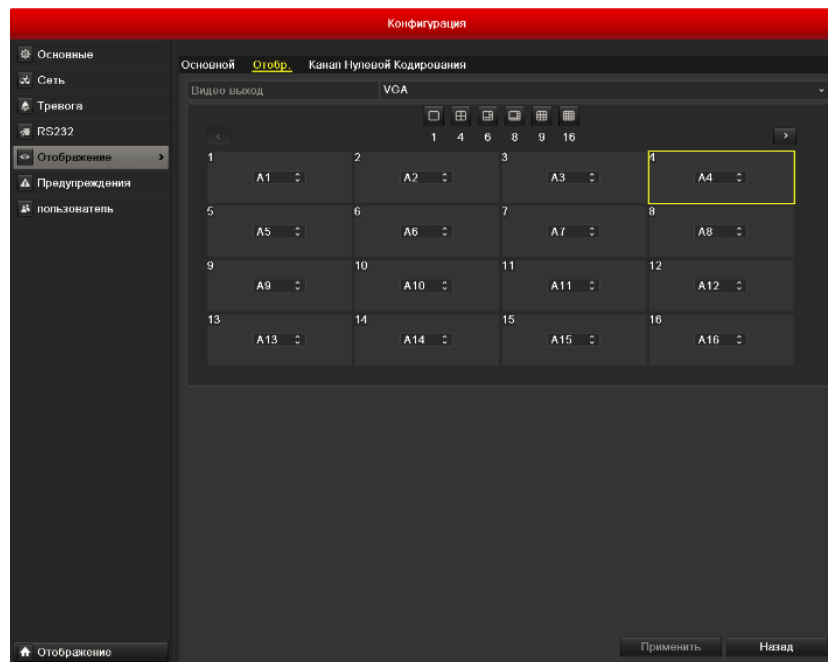 Конфигурация
Основные
Сеть
Тревога
RS232
Отображение
Предупреждения
пользователь
Основной Отобр. Канал Нулевой Кодирования
Видео выход VGA
1 4 6 8 9 16
1 2 3 4
A1 A2 A3 A4
5 6 7 8
A5 A6 A7 A8
9 10 11 12
A9 A10 A11 A12
13 14 15 16
A13 A14 A15 A16
Применить Назад
Отображение